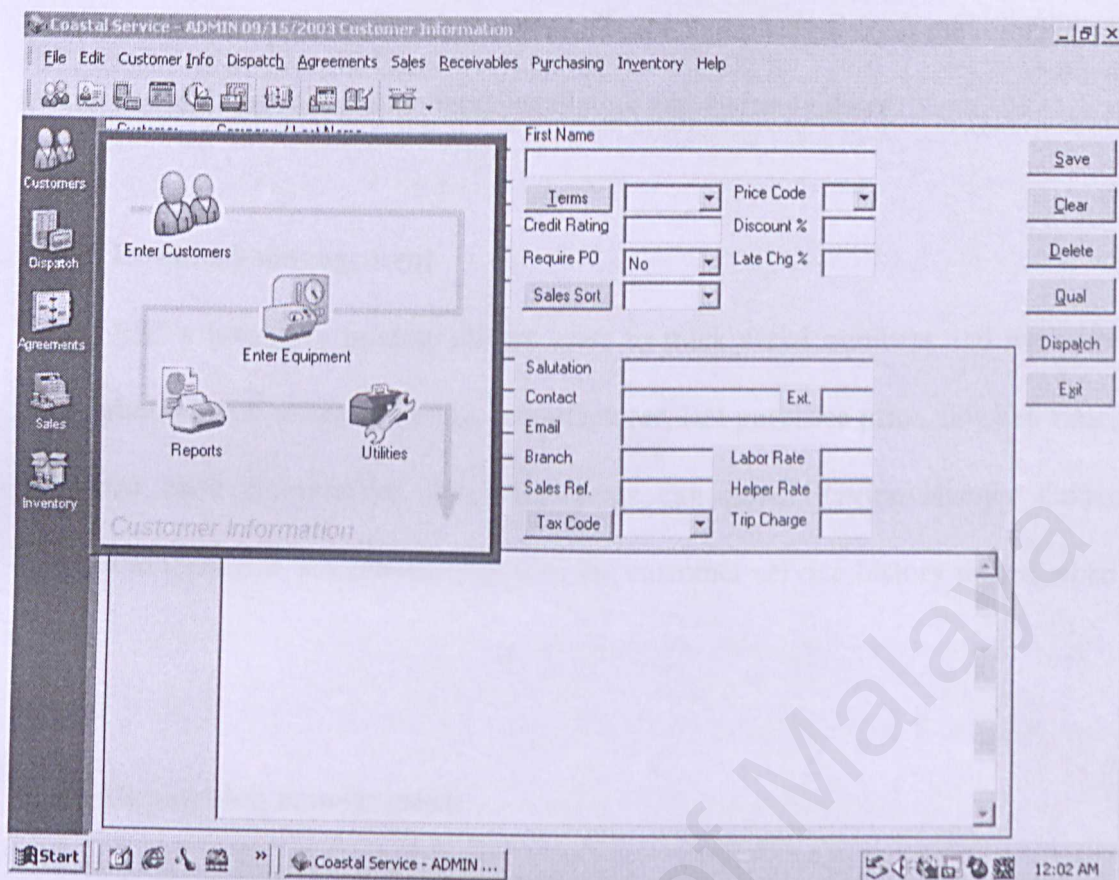 Coastal Service - ADMIN 09/15/2003 Customer Information
File Edit Customer Info Dispatch Agreements Sales Receivables Purchasing Inventory Help
Customers
Dispatch
Agreements
Sales
Inventory
Enter Customers
Enter Equipment
Reports
Utilities
Customer Information
First Name
Terms
Price Code
Credit Rating
Discount %
Require PO
No
Late Chg %
Sales Sort
Salutation
Contact
Ext.
Email
Branch
Labor Rate
Sales Ref.
Helper Rate
Tax Code
Trip Charge
Save
Clear
Delete
Qual
Dispatch
Exit
Start
»
Coastal Service - ADMIN ...
12:02 AM
of Malaya